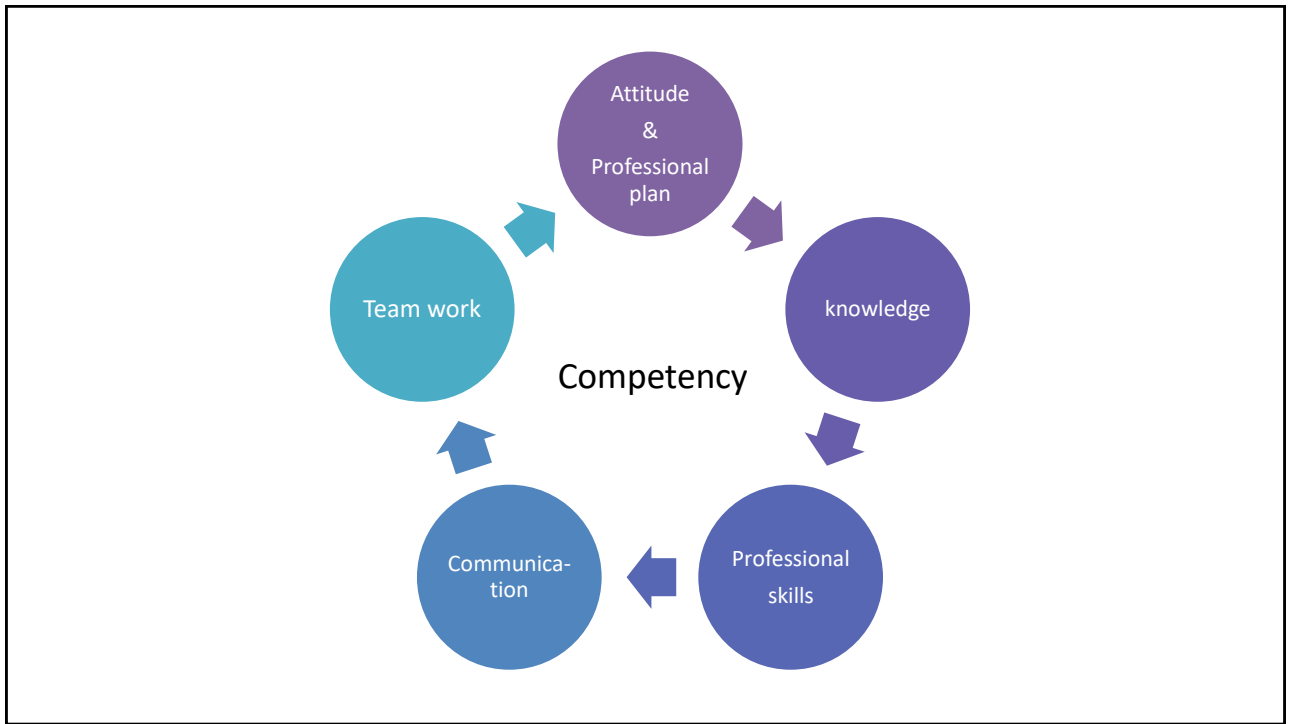 Attitude
&
Professional
plan
knowledge
Professional
skills
Communica-
tion
Team work
Competency